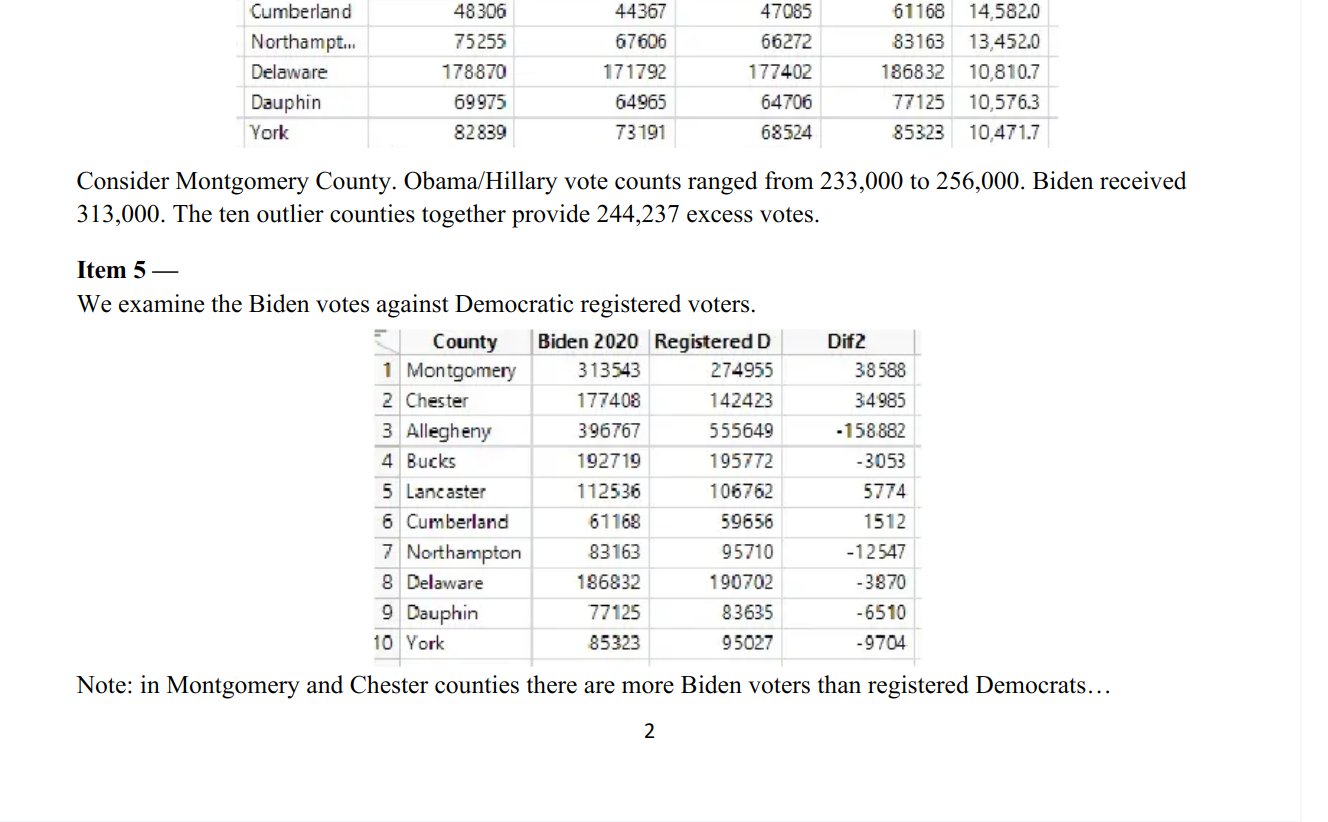 Cumberland 48306 44367 47085 61168 14,582.0
Northampt... 75255 67606 66272 83163 13,452.0
Delaware 178870 171792 177402 186832 10,810.7
Dauphin 69975 64965 64706 77125 10,576.3
York 82839 73191 68524 85323 10,471.7
Consider Montgomery County. Obama/Hillary vote counts ranged from 233,000 to 256,000. Biden received
313,000. The ten outlier counties together provide 244,237 excess votes.
Item 5 —
We examine the Biden votes against Democratic registered voters.
County Biden 2020 Registered D Dif2
1 Montgomery 313543 274955 38588
2 Chester 177408 142423 34985
3 Allegheny 396767 555649 -158882
4 Bucks 192719 195772 -3053
5 Lancaster 112536 106762 5774
6 Cumberland 61168 59656 1512
7 Northampton 83163 95710 -12547
8 Delaware 186832 190702 -3870
9 Dauphin 77125 83635 -6510
10 York 85323 95027 -9704
Note: in Montgomery and Chester counties there are more Biden voters than registered Democrats…
2